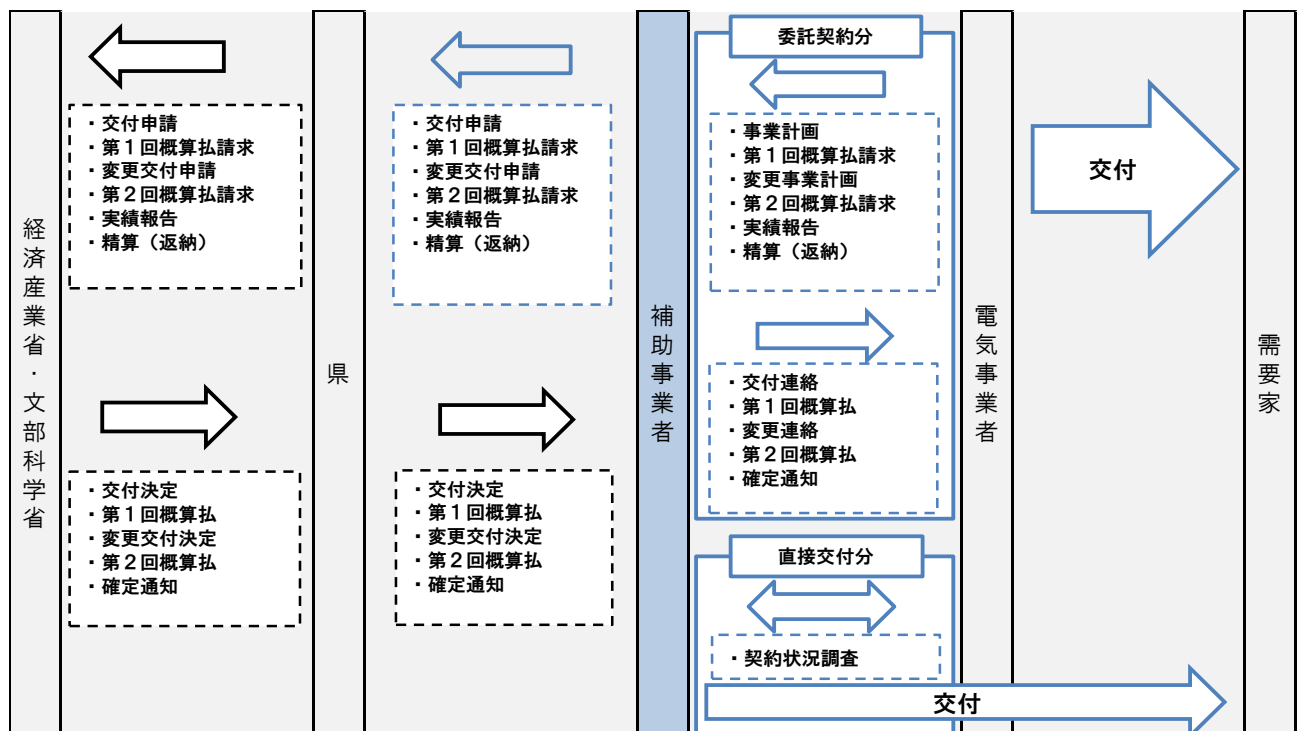 経済産業省・文部科学省
・交付申請
・第１回概算払請求
・変更交付申請
・第２回概算払請求
・実績報告
・精算（返納）
・交付決定
・第１回概算払
・変更交付決定
・第２回概算払
・確定通知
県
・交付申請
・第１回概算払請求
・変更交付申請
・第２回概算払請求
・実績報告
・精算（返納）
・交付決定
・第１回概算払
・変更交付決定
・第２回概算払
・確定通知
補助事業者
委託契約分
・事業計画
・第１回概算払請求
・変更事業計画
・第２回概算払請求
・実績報告
・精算（返納）
・交付連絡
・第１回概算払
・変更連絡
・第２回概算払
・確定通知
直接交付分
・契約状況調査
交付
電気事業者
交付
需要家